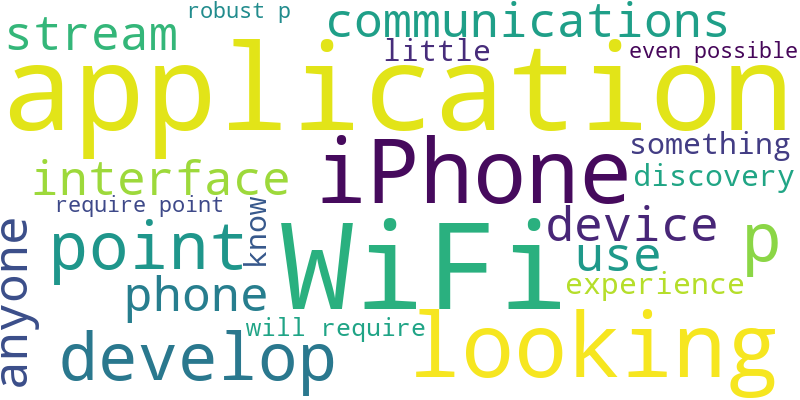 robust p
communications
stream
little
even possible
application
iPhone
something
interface
discovery
require point
know
device
anyone
point
WiFi
use
p
phone
experience
will require
looking
develop